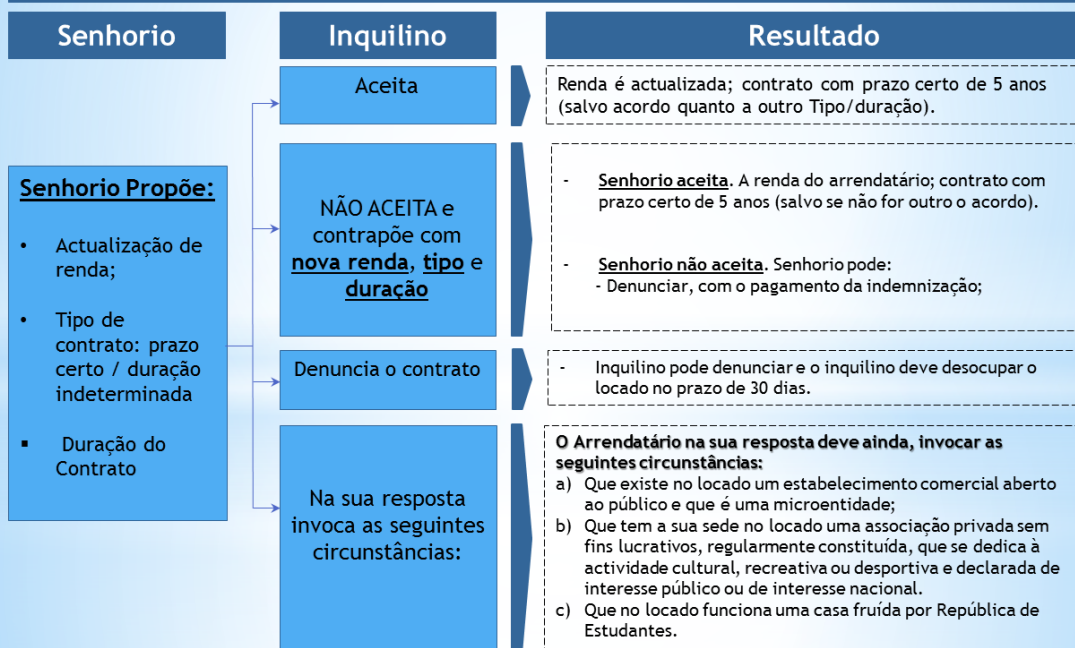 Senhorio
Inquilino
Resultado
Senhorio Propõe:
• Actualização de
renda;
• Tipo de
contrato: prazo
certo / duração
indeterminada
▪ Duração do
Contrato
Aceita
Renda é actualizada; contrato com prazo certo de 5 anos
(salvo acordo quanto a outro Tipo/duração).
NÃO ACEITA e
contrapõe com
nova renda, tipo e
duração
- Senhorio aceita. A renda do arrendatário; contrato com
prazo certo de 5 anos (salvo se não for outro o acordo).
- Senhorio não aceita. Senhorio pode:
- Denunciar, com o pagamento da indemnização;
Denuncia o contrato
- Inquilino pode denunciar e o inquilino deve desocupar o
locado no prazo de 30 dias.
Na sua resposta
invoca as seguintes
circunstâncias:
O Arrendatário na sua resposta deve ainda, invocar as
seguintes circunstâncias:
a) Que existe no locado um estabelecimento comercial aberto
ao público e que é uma microentidade;
b) Que tem a sua sede no locado uma associação privada sem
fins lucrativos, regularmente constituída, que se dedica à
actividade cultural, recreativa ou desportiva e declarada de
interesse público ou de interesse nacional.
c) Que no locado funciona uma casa fruída por República de
Estudantes.